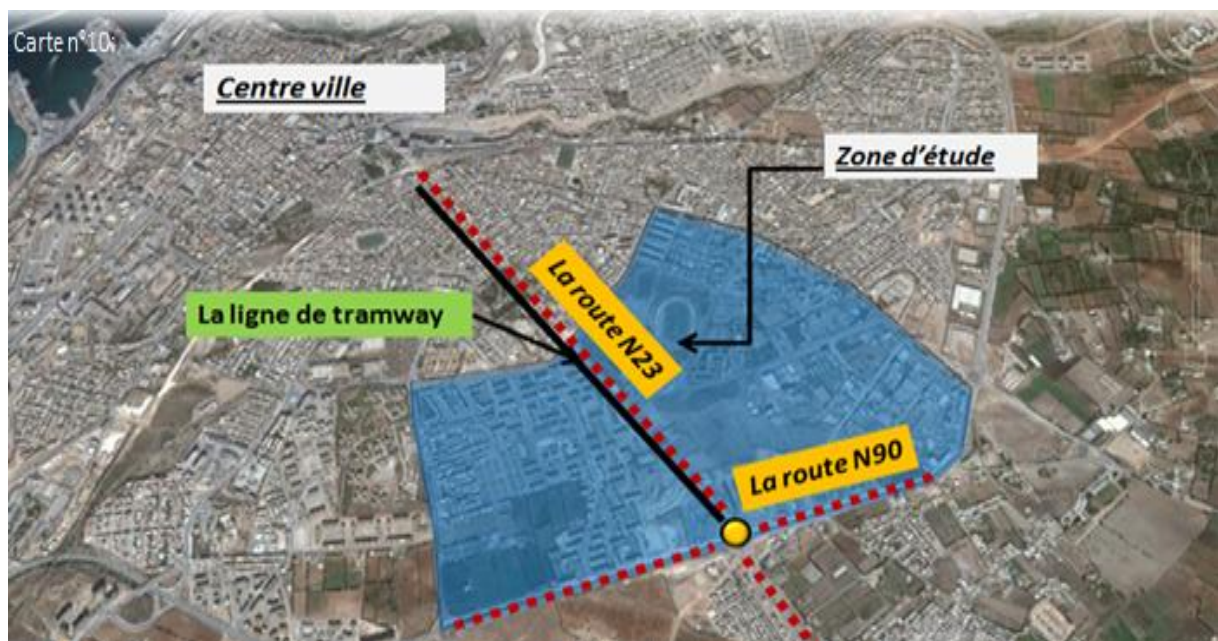 Carte n°10:
Centre ville
Zone d'étude
La route N23
La ligne de tramway
La route N90